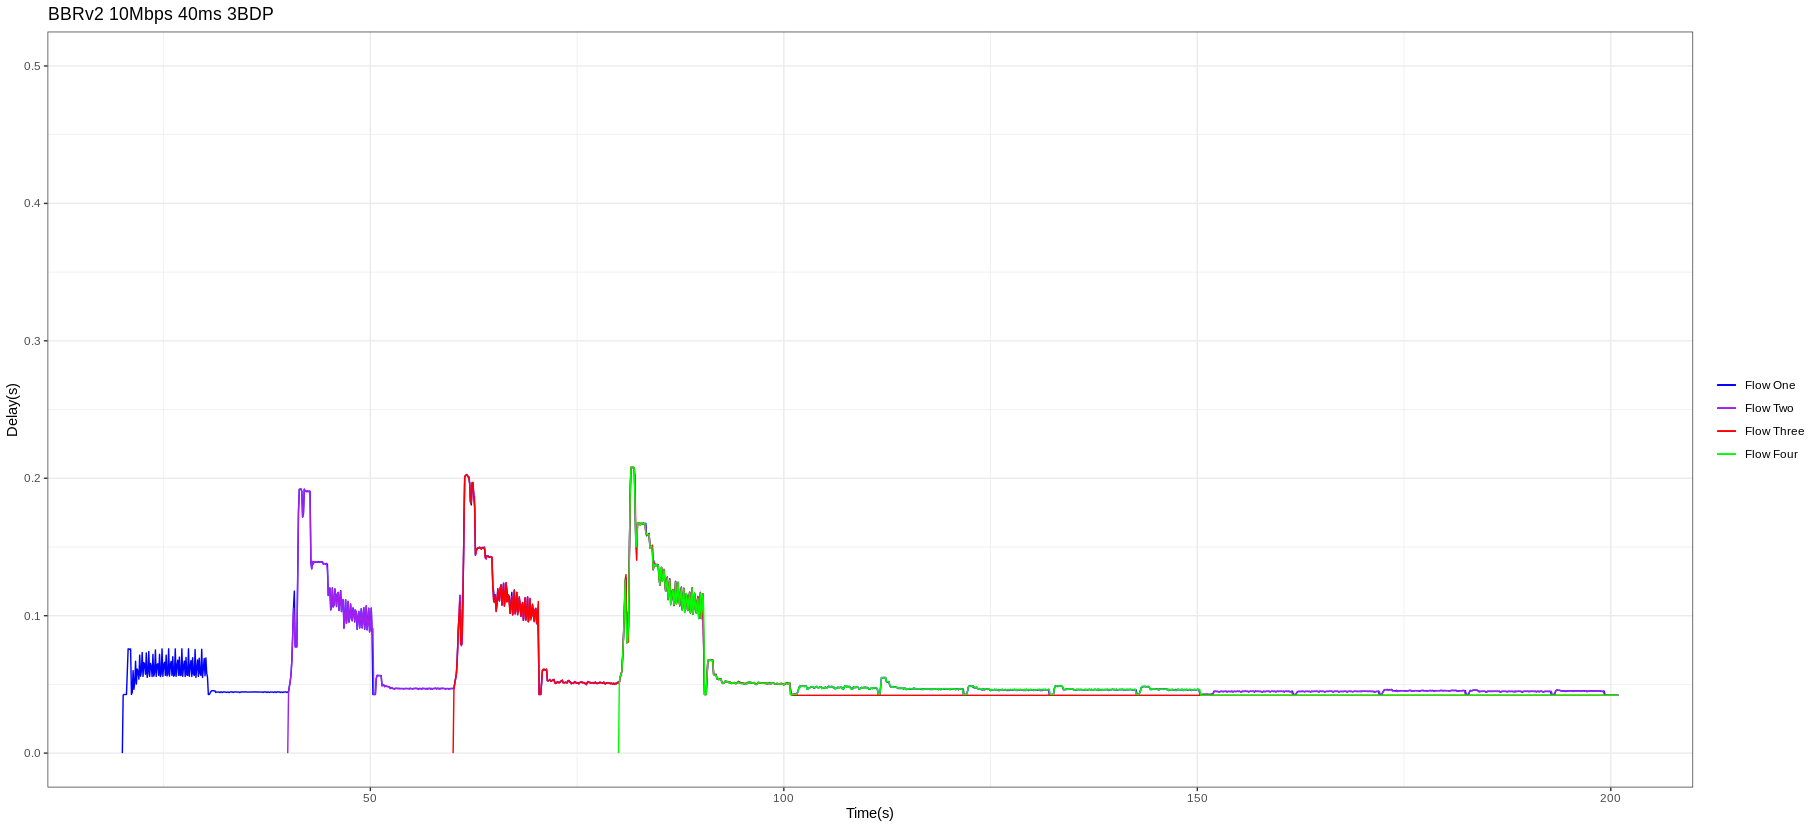 BBRv2 10Mbps 40ms 3BDP
0.5
0.4
0.3
0.2
0.1
0.0
Delay(s)
50
100
150
200
Time(s)
Flow One
Flow Two
Flow Three
Flow Four